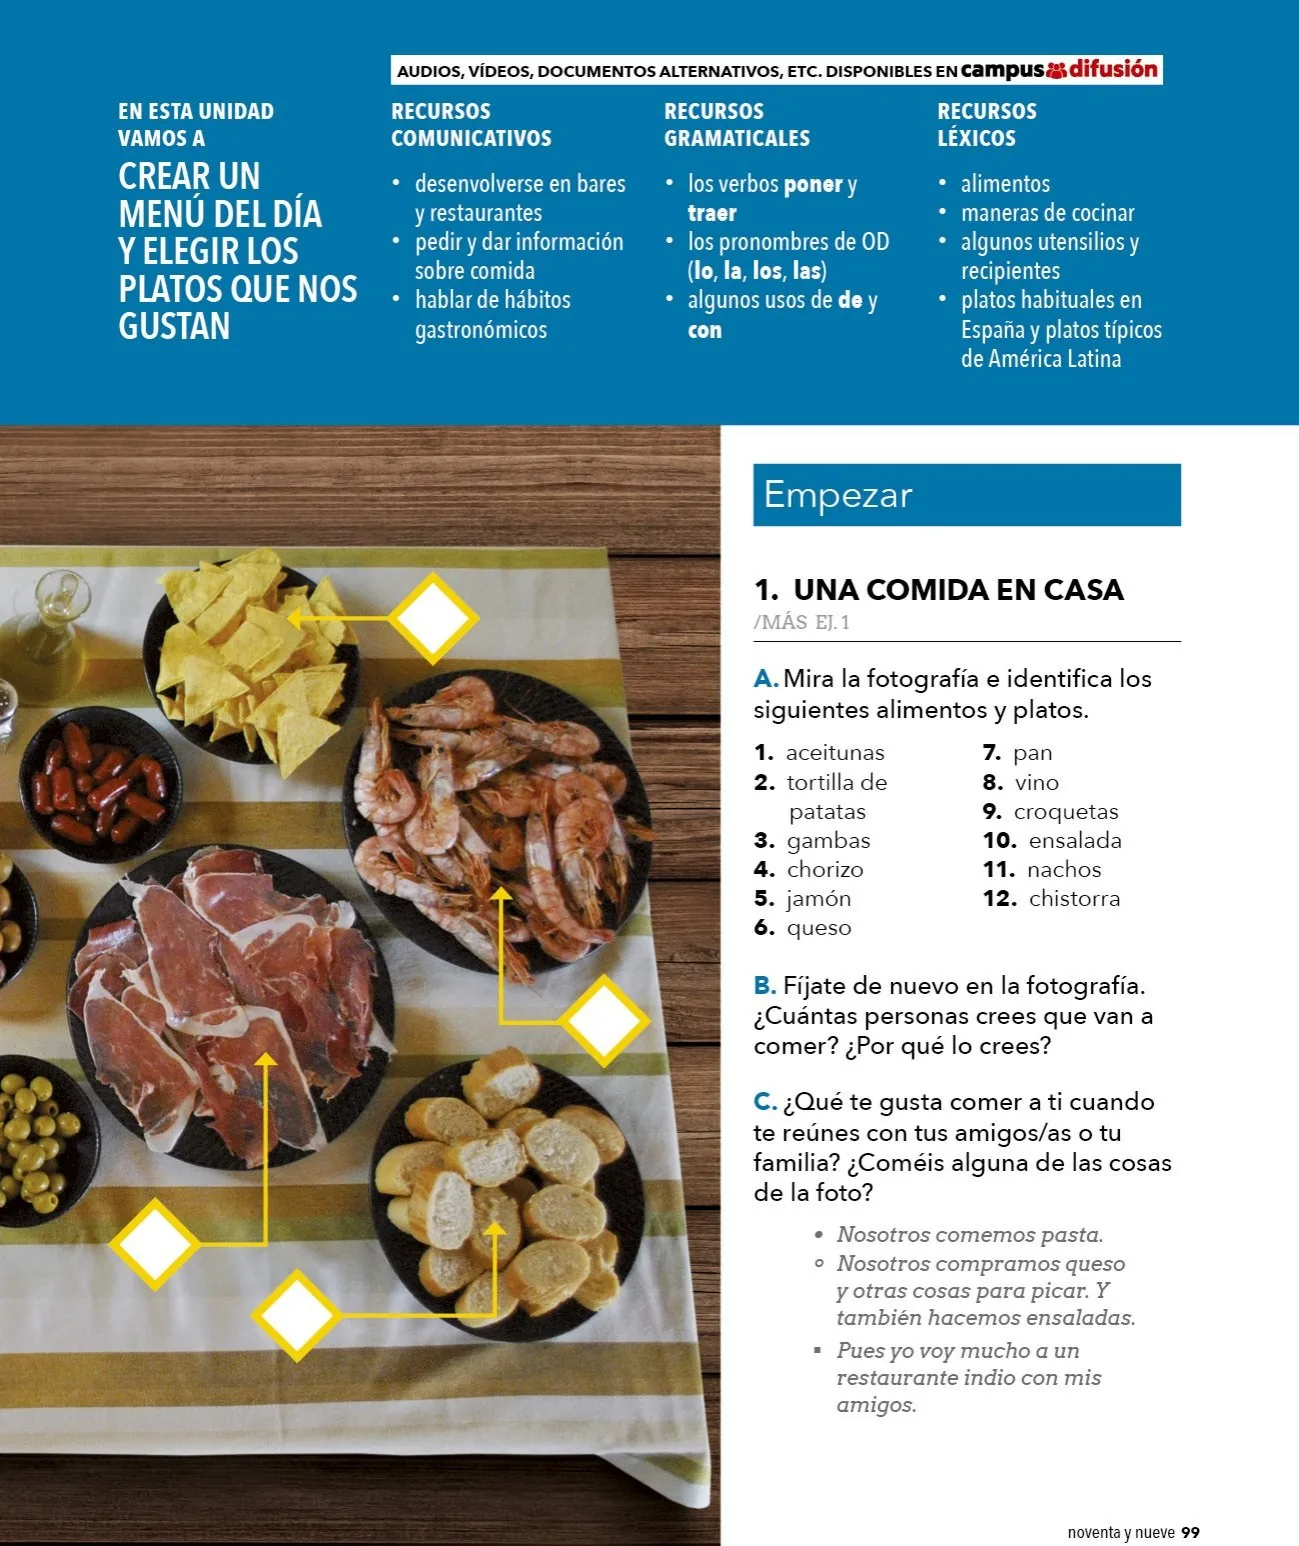 AUDIOS, VÍDEOS, DOCUMENTOS ALTERNATIVOS, ETC. DISPONIBLES EN campus difusión
EN ESTA UNIDAD
VAMOS A
CREAR UN
MENÚ DEL DÍA
Y ELEGIR LOS
PLATOS QUE NOS
GUSTAN
RECURSOS
COMUNICATIVOS
• desenvolverse en bares
y restaurantes
• pedir y dar información
sobre comida
• hablar de hábitos
gastronómicos
RECURSOS
GRAMATICALES
• los verbos poner y
traer
• los pronombres de OD
(lo, la, los, las)
• algunos usos de de y
con
RECURSOS
LÉXICOS
• alimentos
• maneras de cocinar
• algunos utensilios y
recipientes
• platos habituales en
España y platos típicos
de América Latina
Empezar
1. UNA COMIDA EN CASA
/MÁS EJ. 1
A. Mira la fotografía e identifica los
siguientes alimentos y platos.
1. aceitunas
2. tortilla de
patatas
3. gambas
4. chorizo
5. jamón
6. queso
7. pan
8. vino
9. croquetas
10. ensalada
11. nachos
12. chistorra
B. Fíjate de nuevo en la fotografía.
¿Cuántas personas crees que van a
comer? ¿Por qué lo crees?
C. ¿Qué te gusta comer a ti cuando
te reúnes con tus amigos/as o tu
familia? ¿Coméis alguna de las cosas
de la foto?
• Nosotros comemos pasta.
○ Nosotros compramos queso
y otras cosas para picar. Y
también hacemos ensaladas.
▪ Pues yo voy mucho a un
restaurante indio con mis
amigos.
noventa y nueve 99